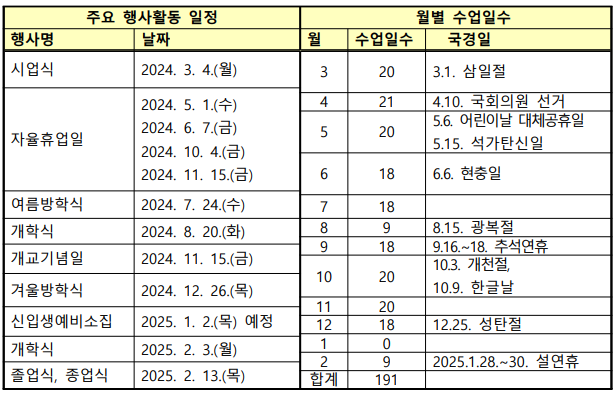 주요 행사활동 일정
행사명 날짜
시업식 2024. 3. 4.(월)
자율휴업일
2024. 5. 1.(수)
2024. 6. 7.(금)
2024. 10. 4.(금)
2024. 11. 15.(금)
여름방학식 2024. 7. 24.(수)
개학식 2024. 8. 20.(화)
개교기념일 2024. 11. 15.(금)
겨울방학식 2024. 12. 26.(목)
신입생예비소집 2025. 1. 2.(목) 예정
개학식 2025. 2. 3.(월)
졸업식, 종업식 2025. 2. 13.(목)
월별 수업일수
월 수업일수 국경일
3 20 3.1. 삼일절
4 21 4.10. 국회의원 선거
5 20
5.6. 어린이날 대체공휴일
5.15. 석가탄신일
6 18 6.6. 현충일
7 18
8 9 8.15. 광복절
9 18 9.16.~18. 추석연휴
10 20
10.3. 개천절,
10.9. 한글날
11 20
12 18 12.25. 성탄절
1 0
2 9 2025.1.28.~30. 설연휴
합계 191